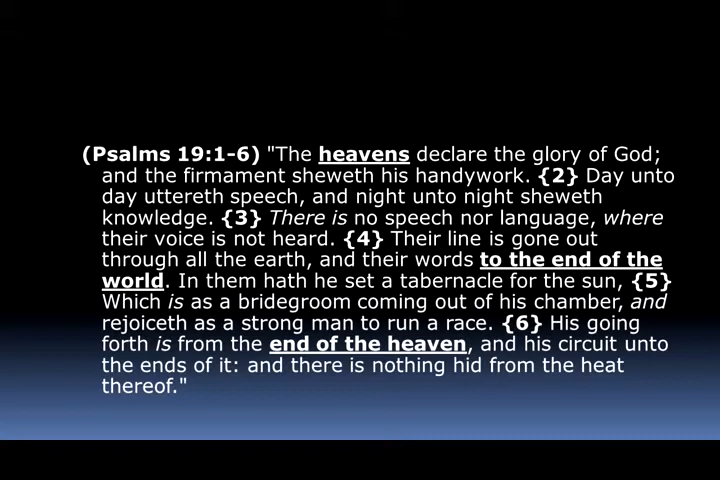 (Psalms 19:1-6) "The heavens declare the glory of God;
and the firmament sheweth his handywork. {2} Day unto
day uttereth speech, and night unto night sheweth
knowledge. {3} There is no speech nor language, where
their voice is not heard. {4} Their line is gone out
through all the earth, and their words to the end of the
world. In them hath he set a tabernacle for the sun, {5}
Which is as a bridegroom coming out of his chamber, and
rejoiceth as a strong man to run a race. {6} His going
forth is from the end of the heaven, and his circuit unto
the ends of it: and there is nothing hid from the heat
thereof."